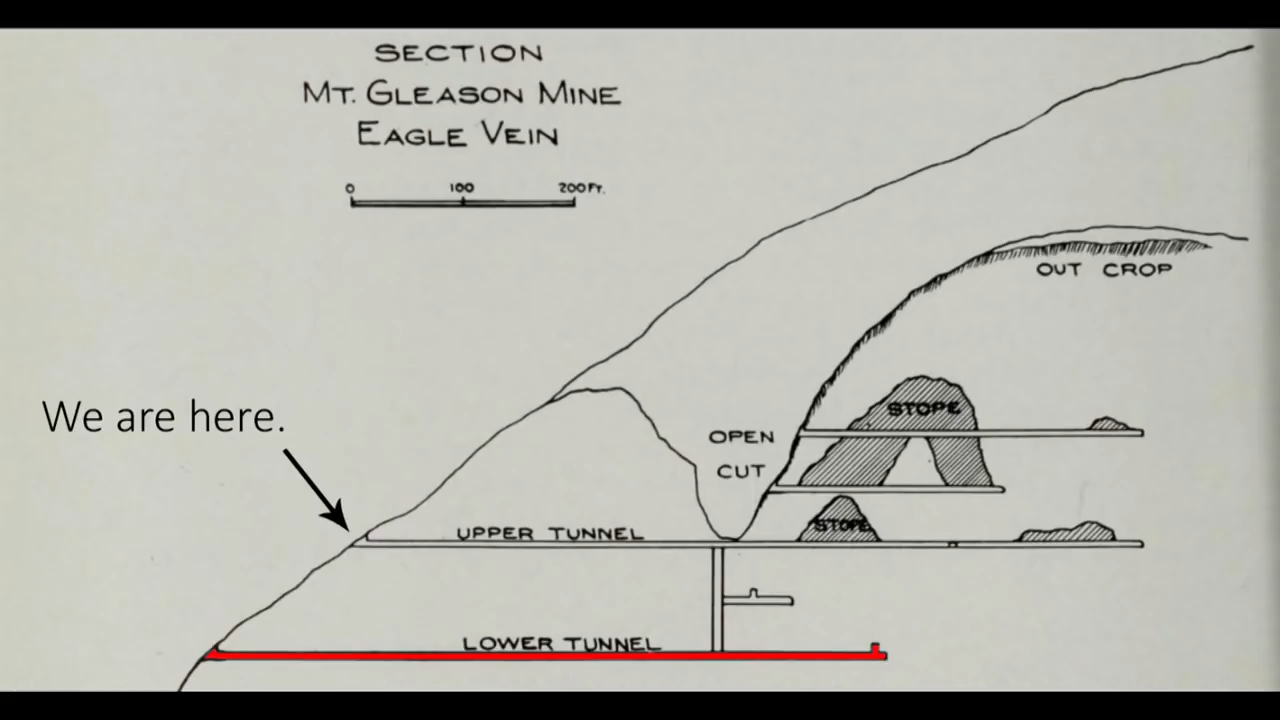 SECTION
MT. GLEASON MINE
EAGLE VEIN
0 100 200 FT.
OUT CROP
We are here.
STOPE
OPEN
CUT
STOPE
UPPER TUNNEL
LOWER TUNNEL